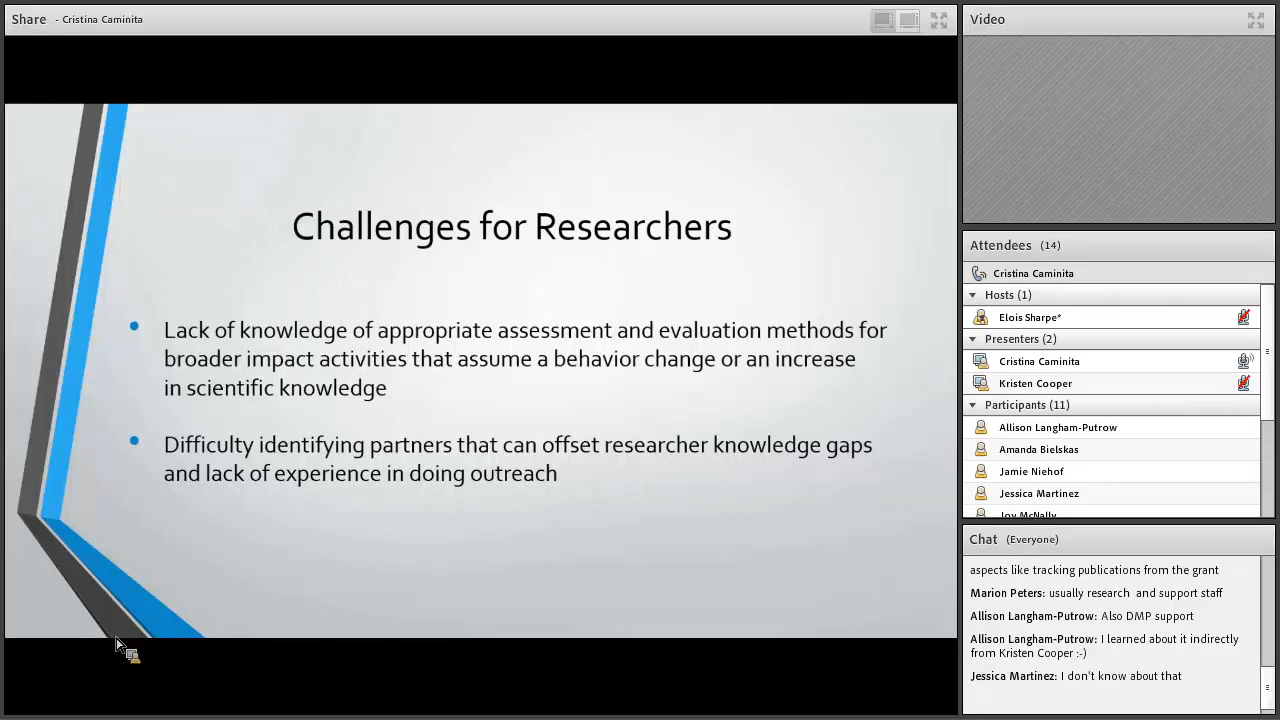 Share - Cristina Caminita
Challenges for Researchers
• Lack of knowledge of appropriate assessment and evaluation methods for
broader impact activities that assume a behavior change or an increase
in scientific knowledge
• Difficulty identifying partners that can offset researcher knowledge gaps
and lack of experience in doing outreach
Video
Attendees (14)
Cristina Caminita
Hosts (1)
Elois Sharpe*
Presenters (2)
Cristina Caminita
Kristen Cooper
Participants (11)
Allison Langham-Putrow
Amanda Bielskas
Jamie Niehof
Jessica Martinez
Joy McNally
Chat (Everyone)
aspects like tracking publications from the grant
Marion Peters: usually research and support staff
Allison Langham-Putrow: Also DMP support
Allison Langham-Putrow: I learned about it indirectly
from Kristen Cooper :-)
Jessica Martinez: I don't know about that